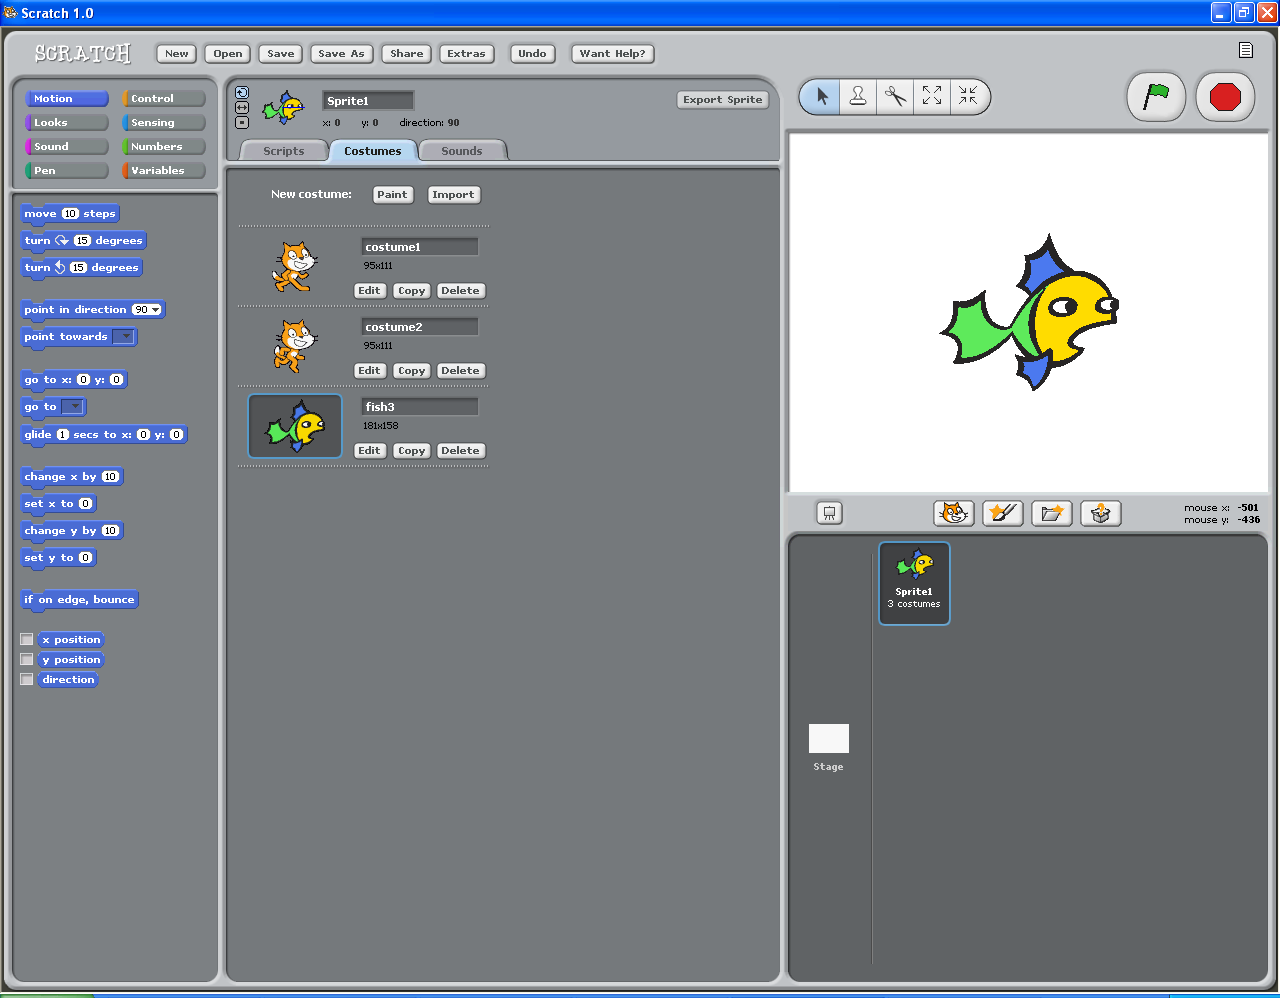 Scratch 1.0
SCRATCH
New Open Save Save As Share Extras Undo Want Help?
Motion Control
Looks Sensing
Sound Numbers
Pen Variables
move 10 steps
turn 15 degrees
turn 15 degrees
point in direction 90
point towards
go to x: 0 y: 0
go to
glide 1 secs to x: 0 y: 0
change x by 10
set x to 0
change y by 10
set y to 0
if on edge, bounce
x position
y position
direction
Sprite1
Export Sprite
x: 0 y: 0 direction: 90
Scripts Costumes Sounds
New costume: Paint Import
costume1
95x111
Edit Copy Delete
costume2
95x111
Edit Copy Delete
fish3
181x158
Edit Copy Delete
mouse x: -501
mouse y: -436
Sprite1
3 costumes
Stage